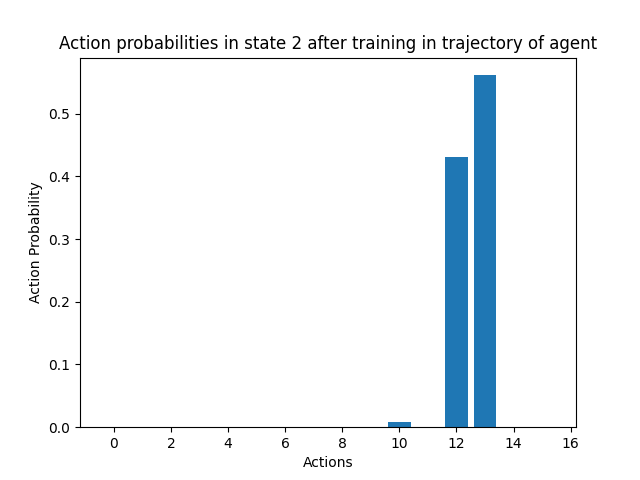 Action probabilities in state 2 after training in trajectory of agent
Action Probability
0.5
0.4
0.3
0.2
0.1
0.0
0 2 4 6 8 10 12 14 16
Actions